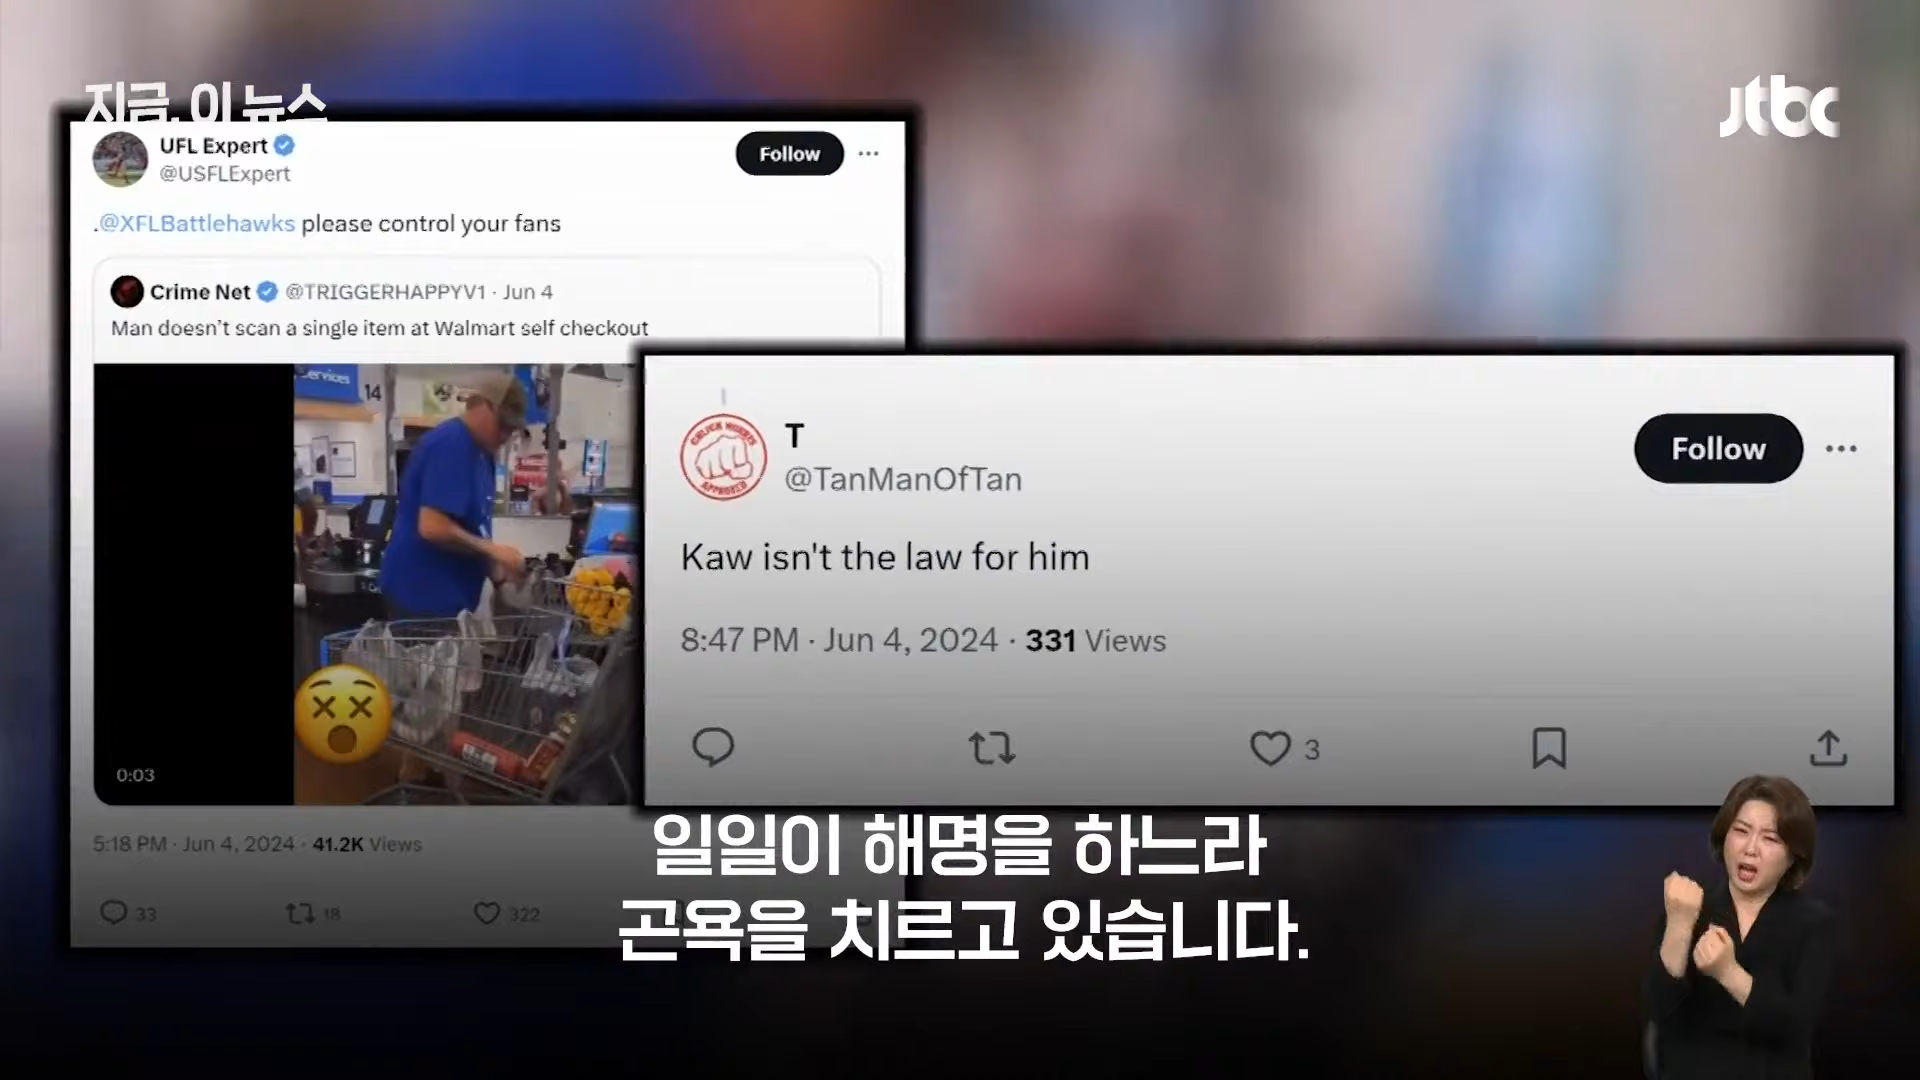 지금, 이 뉴스
jtbc
UFL Expert
@USFLExpert
Follow
.@XFLBattlehawks please control your fans
Crime Net @TRIGGERHAPPYV1 · Jun 4
Man doesn't scan a single item at Walmart self checkout
14
0:03
5:18 PM · Jun 4, 2024 · 41.2K Views
33 18 322
CHUCK NORRIS
APPROVED
T
@TanManOfTan
Follow
Kaw isn't the law for him
8:47 PM · Jun 4, 2024 · 331 Views
3
일일이 해명을 하느라
곤욕을 치르고 있습니다.